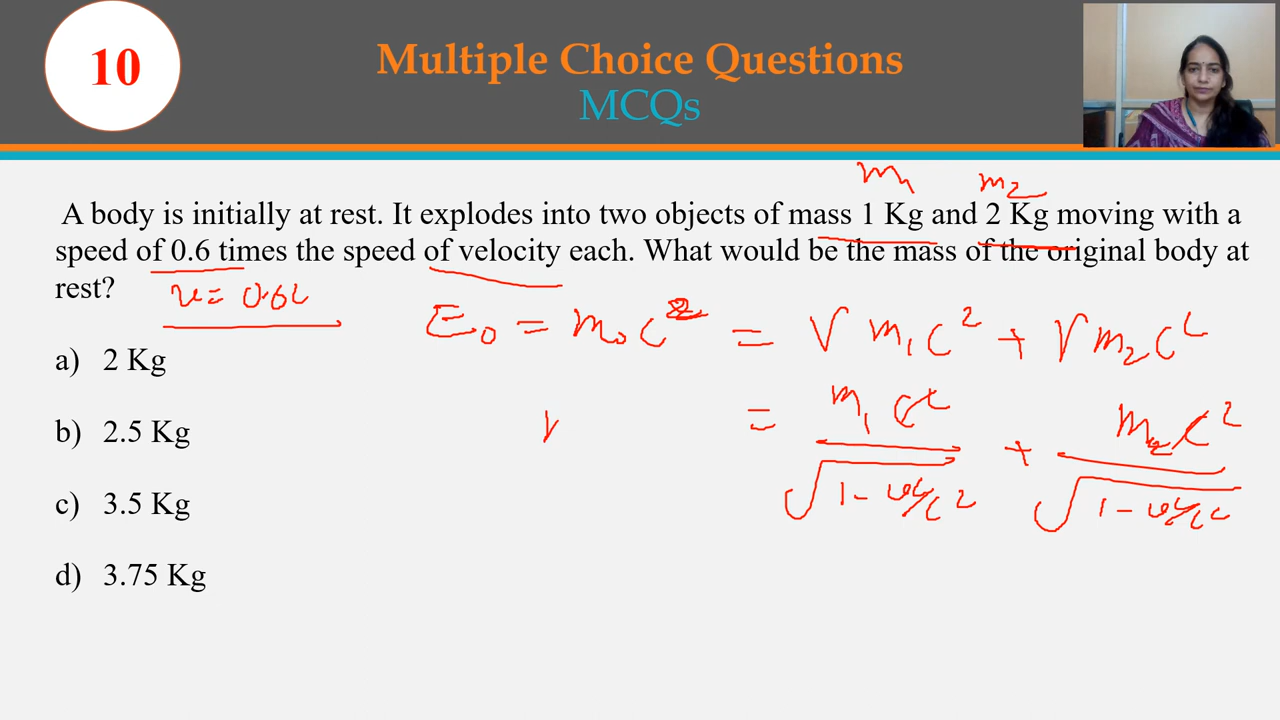 10
Multiple Choice Questions
MCQs
m1 m2
A body is initially at rest. It explodes into two objects of mass 1 Kg and 2 Kg moving with a
speed of 0.6 times the speed of velocity each. What would be the mass of the original body at
rest?
v = 0.6c
E₀ = m₀c² = γ m₁c² + γ m₂c²
a) 2 Kg
= m₁c² / √(1 - v²/c²) + m₂c² / √(1 - v²/c²)
b) 2.5 Kg
c) 3.5 Kg
d) 3.75 Kg